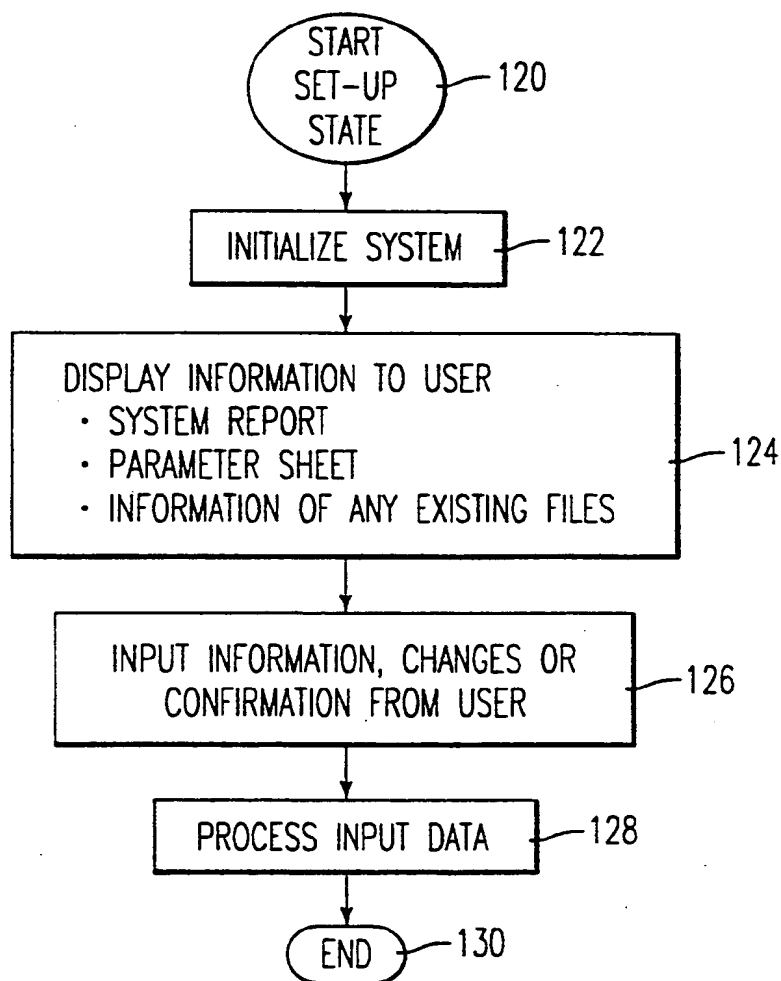 START
SET-UP
STATE
120
INITIALIZE SYSTEM
122
DISPLAY INFORMATION TO USER
· SYSTEM REPORT
· PARAMETER SHEET
· INFORMATION OF ANY EXISTING FILES
124
INPUT INFORMATION, CHANGES OR
CONFIRMATION FROM USER
126
PROCESS INPUT DATA
128
END
130